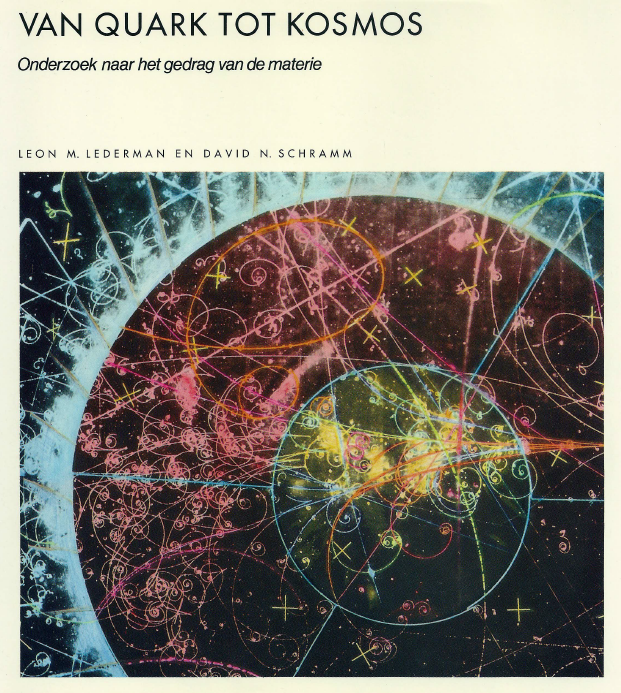 VAN QUARK TOT KOSMOS
Onderzoek naar het gedrag van de materie
LEON M. LEDERMAN EN DAVID N. SCHRAMM